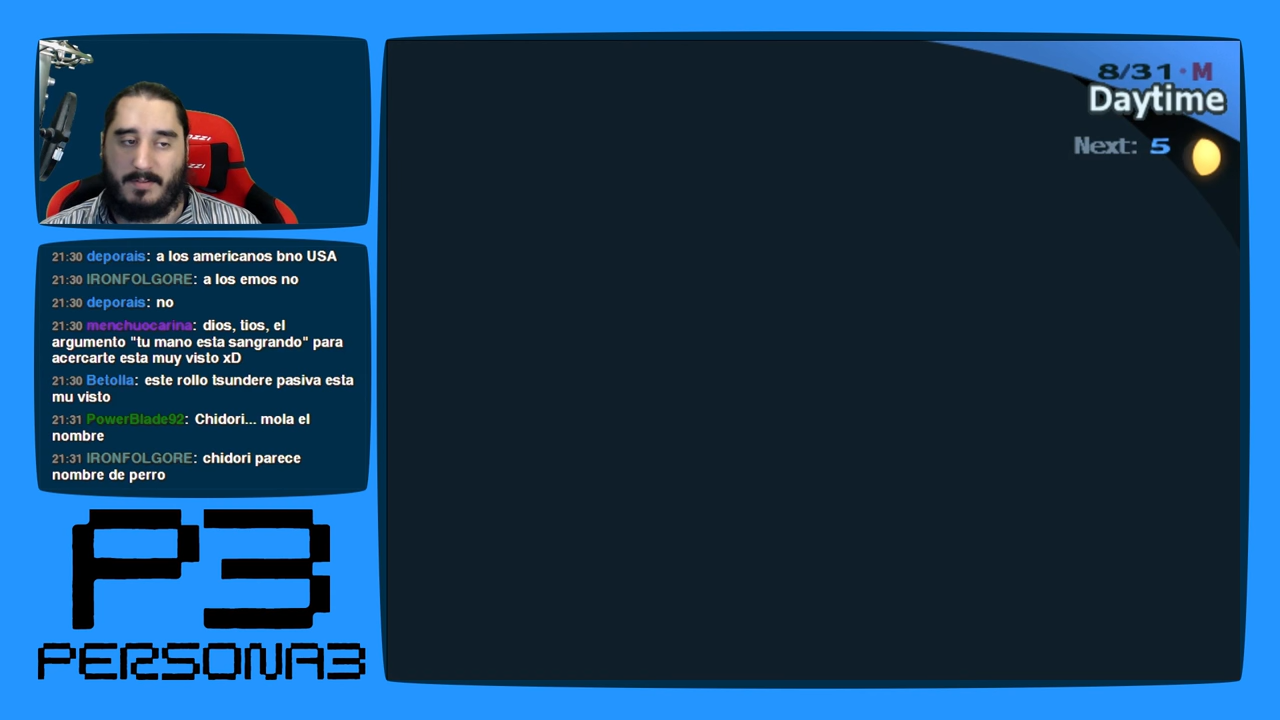 8/31·M
Daytime
Next: 5
21:30 deporais: a los americanos bno USA
21:30 IRONFOLGORE: a los emos no
21:30 deporais: no
21:30 menchuocarina: dios, tios, el
argumento "tu mano esta sangrando" para
acercarte esta muy visto xD
21:30 Betolla: este rollo tsundere pasiva esta
mu visto
21:31 PowerBlade92: Chidori... mola el
nombre
21:31 IRONFOLGORE: chidori parece
nombre de perro
P3
PERSONA3